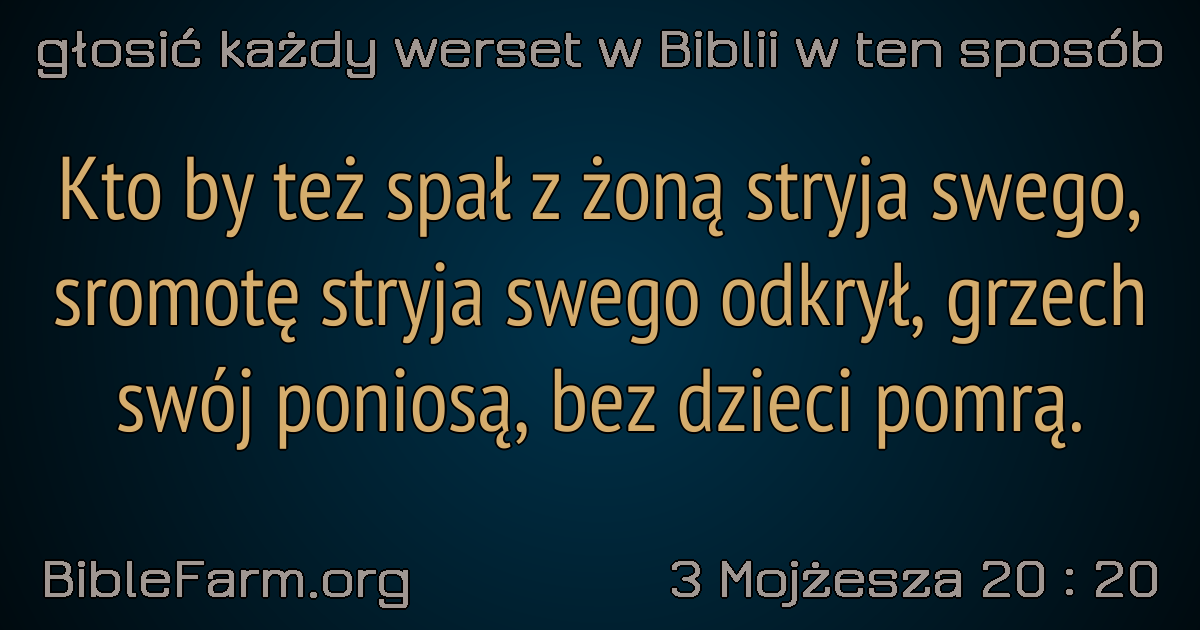 głosić każdy werset w Biblii w ten sposób
Kto by też spał z żoną stryja swego,
sromotę stryja swego odkrył, grzech
swój poniosą, bez dzieci pomrą.
BibleFarm.org
3 Mojżesza 20 : 20